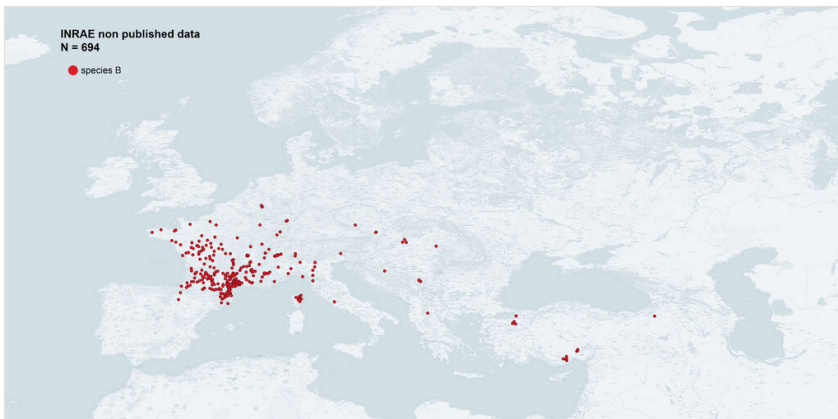 INRAE non published data
N = 694
species B